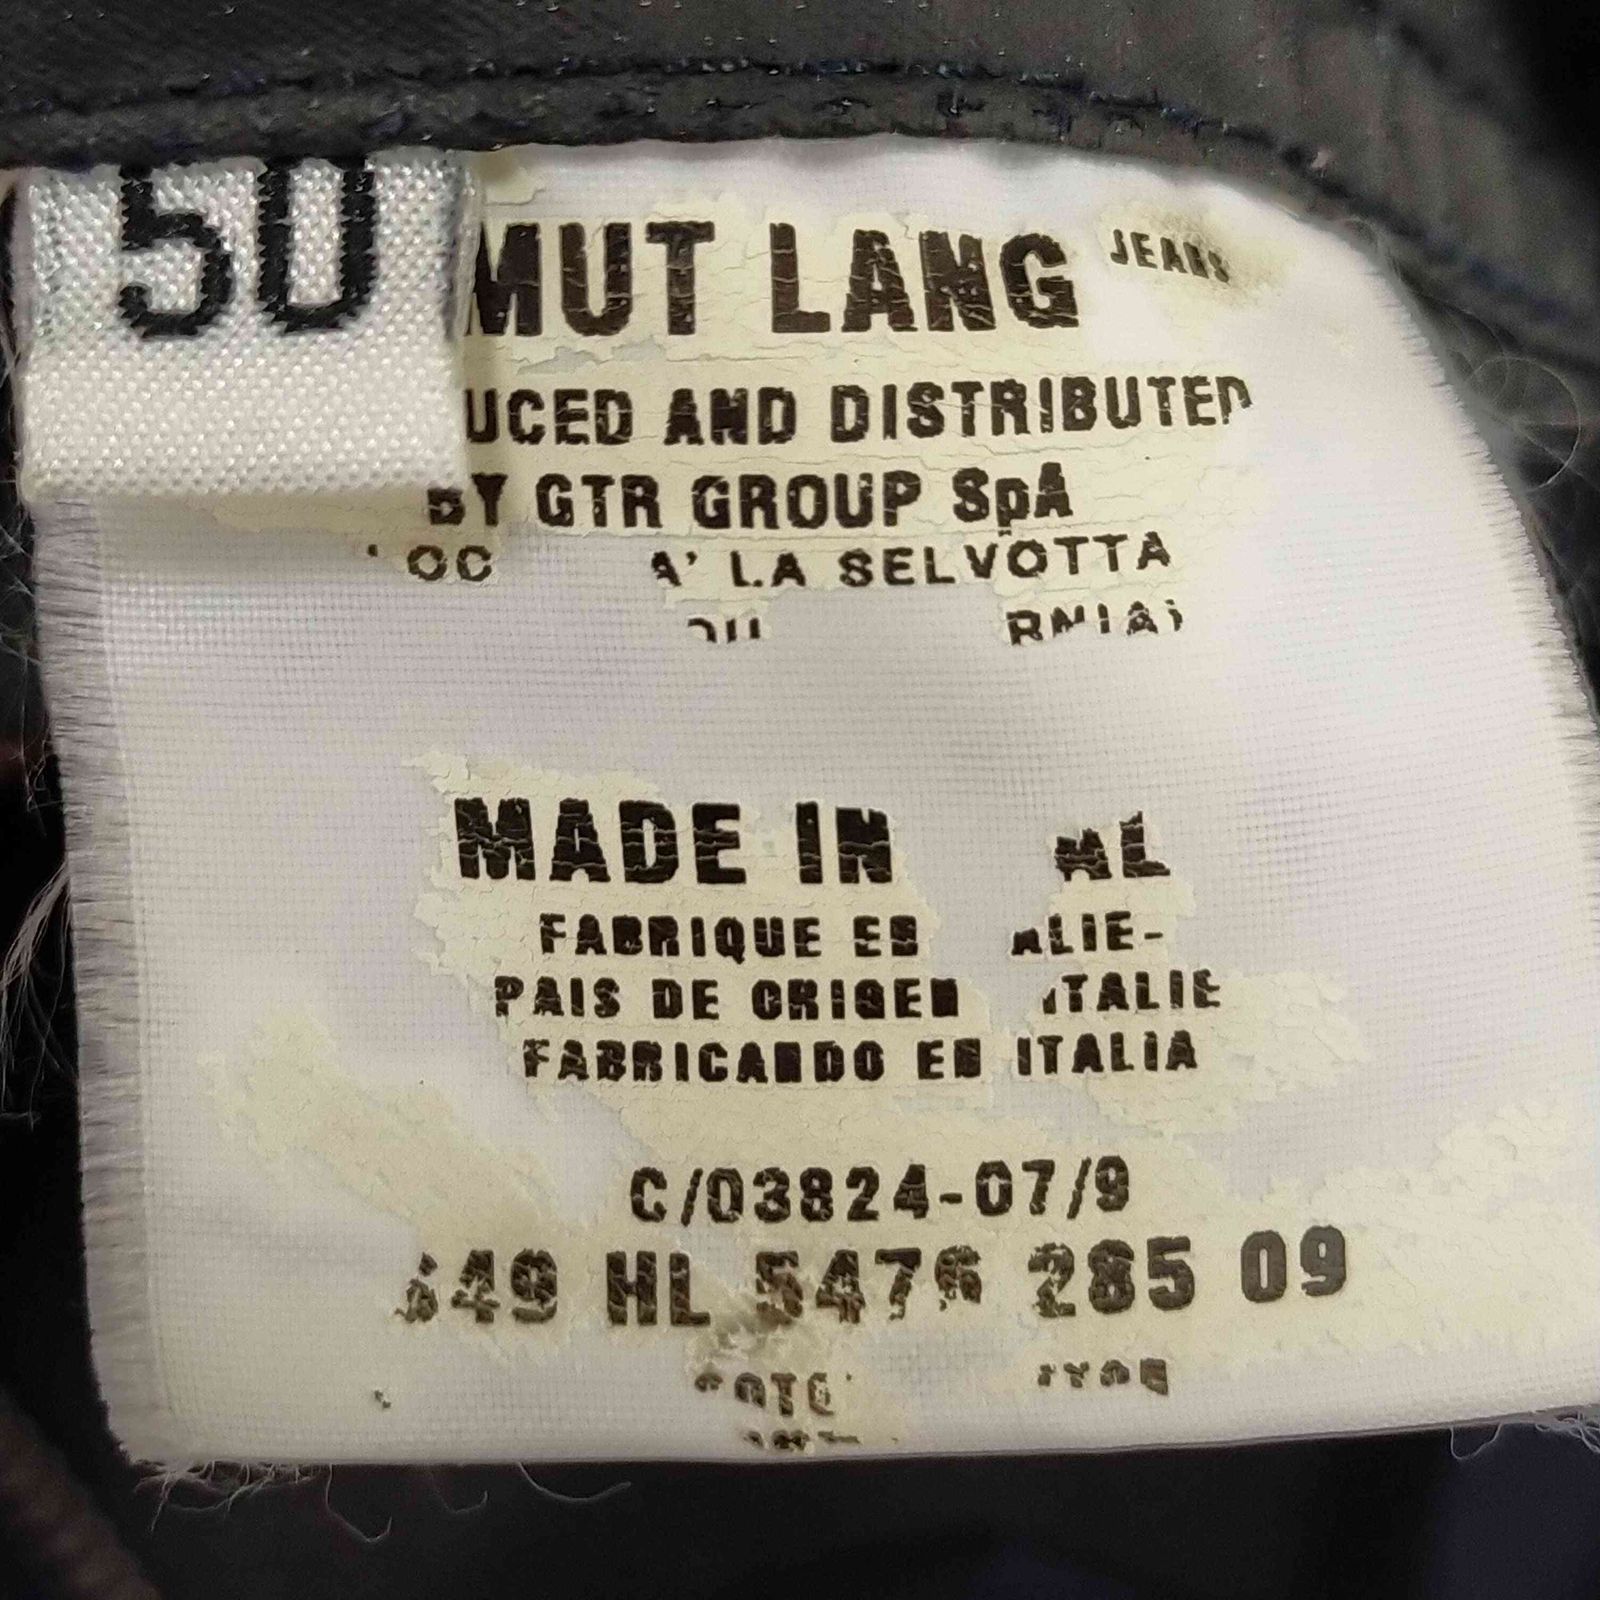 50
MUT LANG JEANS
UCED AND DISTRIBUTED
BY GTR GROUP SpA
LA SELVOTTA
MADE IN
FABRIQUE EN ALIE-
PAIS DE ORIGEN ITALIE
FABRICANDO EN ITALIA
C/03824-07/9
HL 5476 285 09